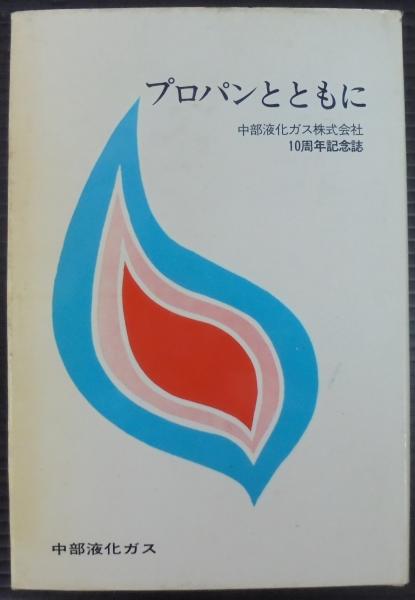 プロパンとともに
中部液化ガス株式会社
10周年記念誌
中部液化ガス